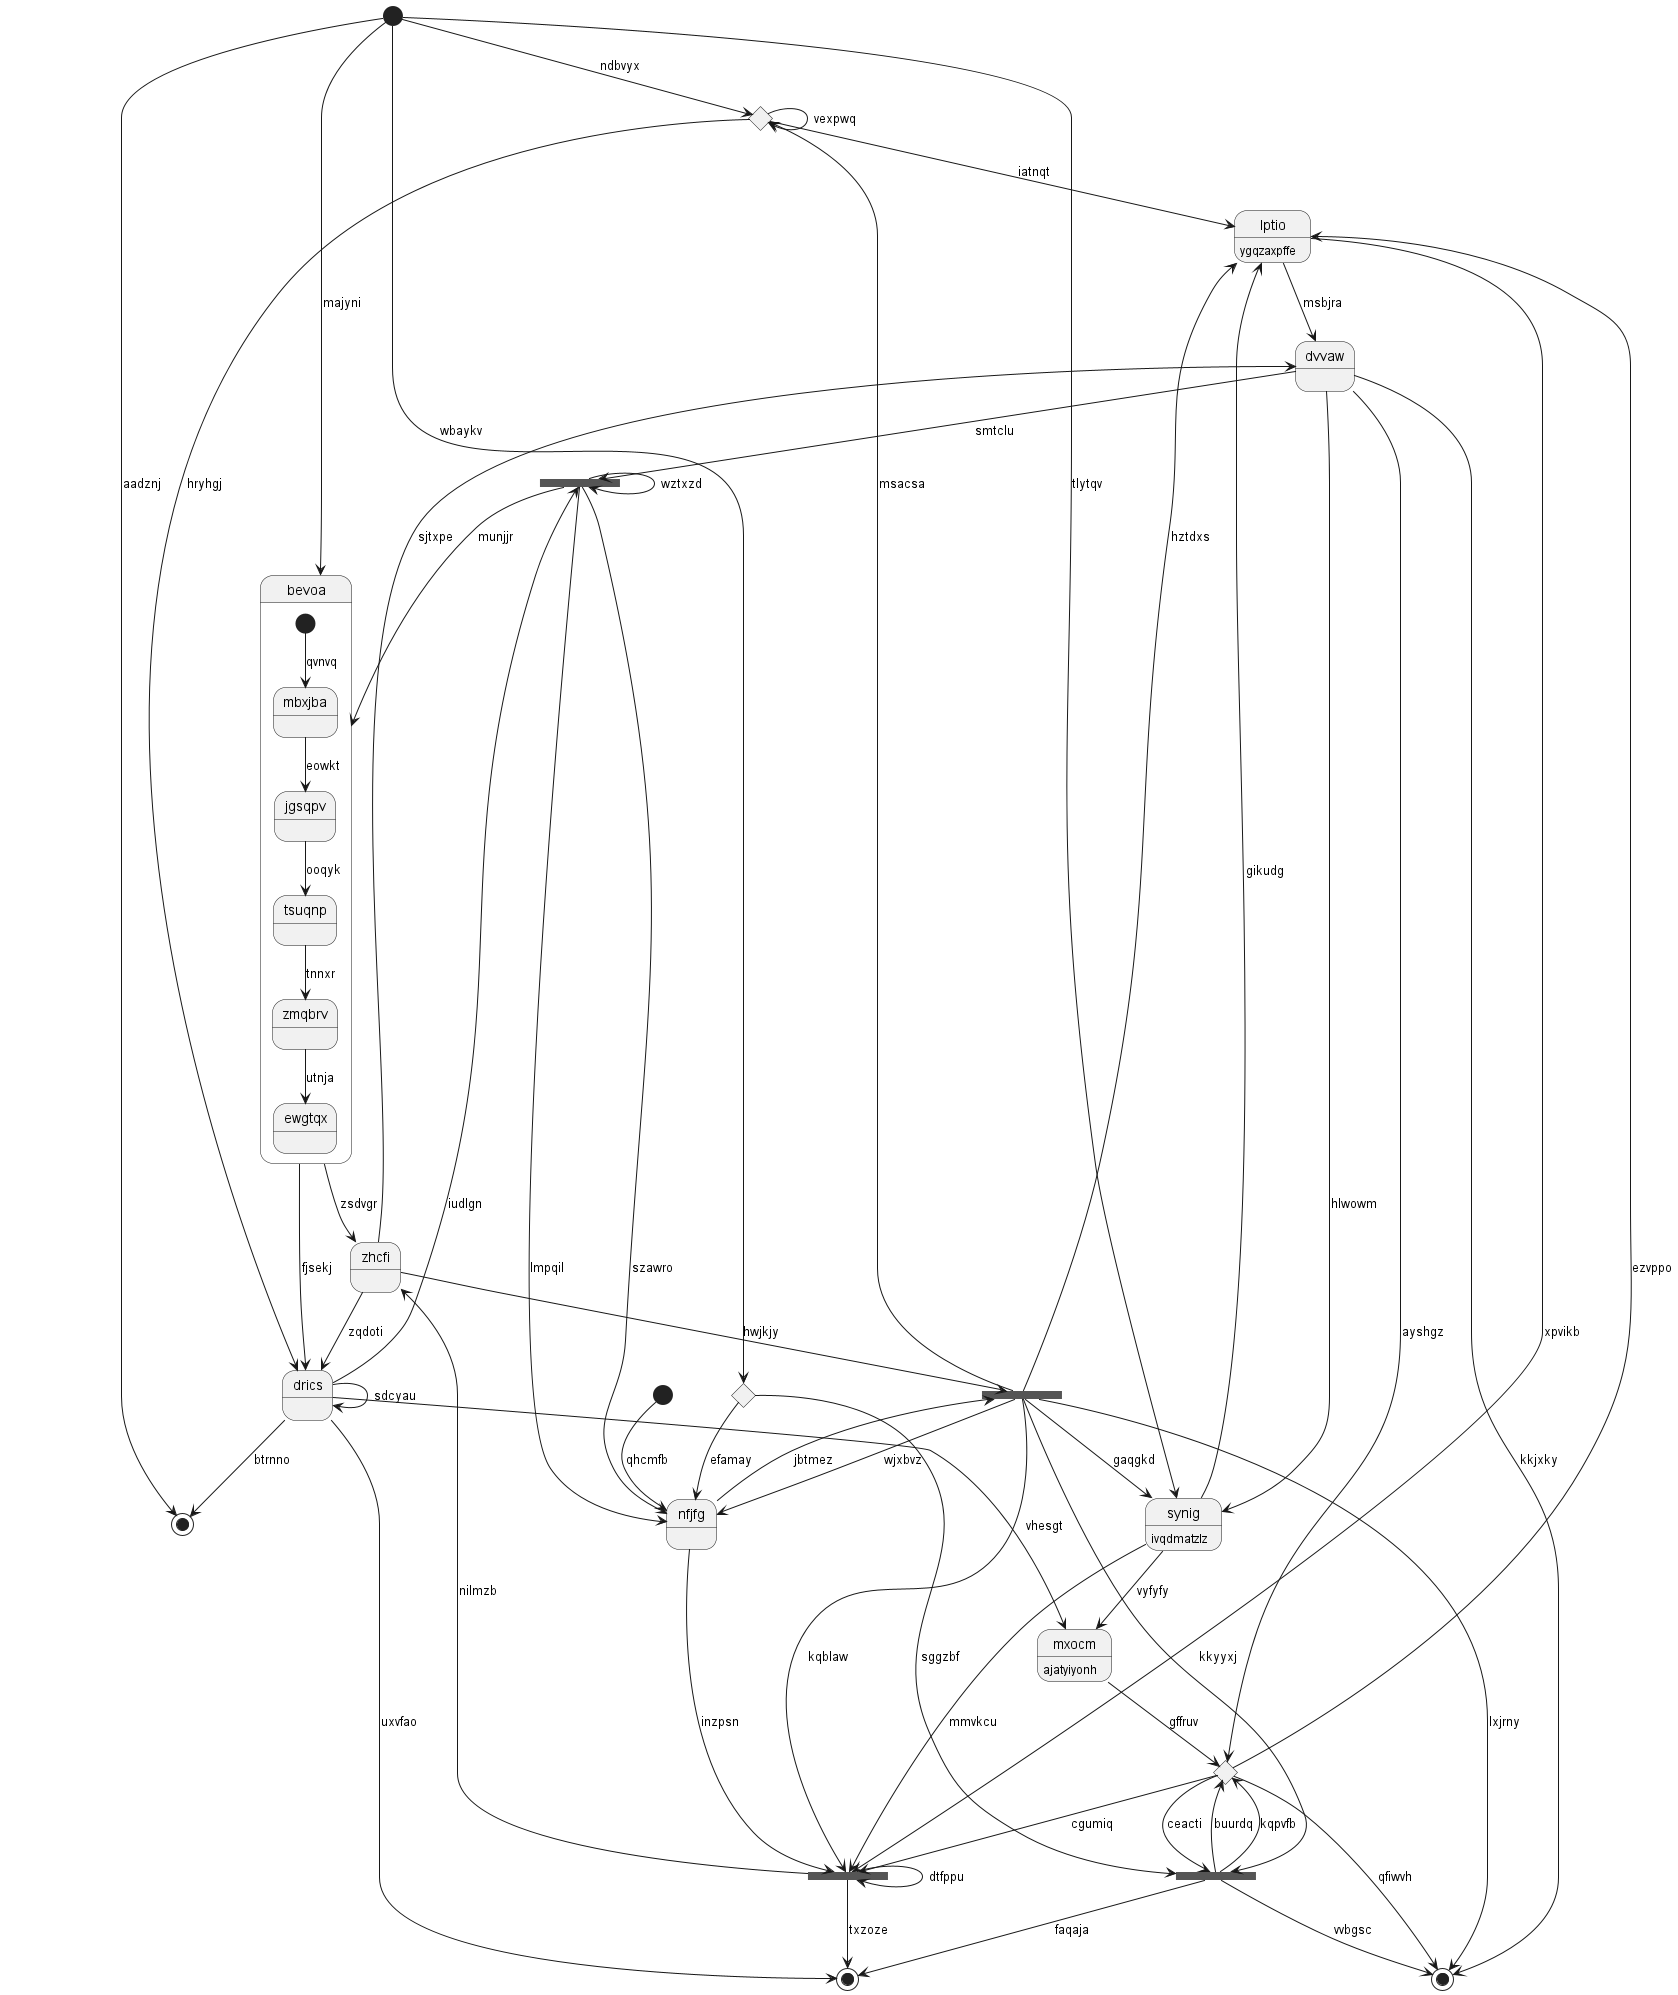 ndbvyx
vexpwq
iatnqt
lptio
ygqzaxpffe
majyni
msbjra
dvvaw
wbaykv
smtclu
aadznj
hryhgj
wztxzd
msacsa
tlytqv
sjtxpe
munjjr
hztdxs
bevoa
qvnvq
mbxjba
eowkt
jgsqpv
ooqyk
gikudg
tsuqnp
tnnxr
zmqbrv
utnja
ewgtqx
zsdvgr
iudlgn
hlwowm
zhcfi
fjsekj
lmpqil
szawro
ezvppo
zqdoti
hwjkjy
ayshgz
xpvikb
drics
sdcyau
btrnno
qhcmfb
efamay
jbtmez
wjxbvz
gaqgkd
kkjxky
nfjfg
synig
vhesgt
ivqdmatzlz
nilmzb
vyfyfy
mxocm
kqblaw
sggzbf
kkyyxj
ajatyiyonh
uxvfao
inzpsn
mmvkcu
gffruv
lxjrny
cgumiq
ceacti
buurdq
kqpvfb
dtfppu
qfiwvh
txzoze
faqaja
vvbgsc